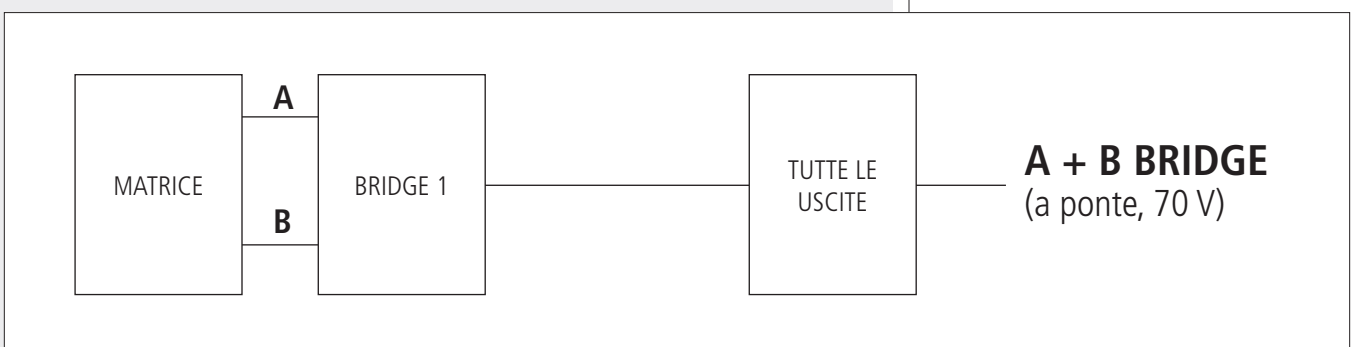 A
MATRICE
B
BRIDGE 1
TUTTE LE
USCITE
A + B BRIDGE
(a ponte, 70 V)